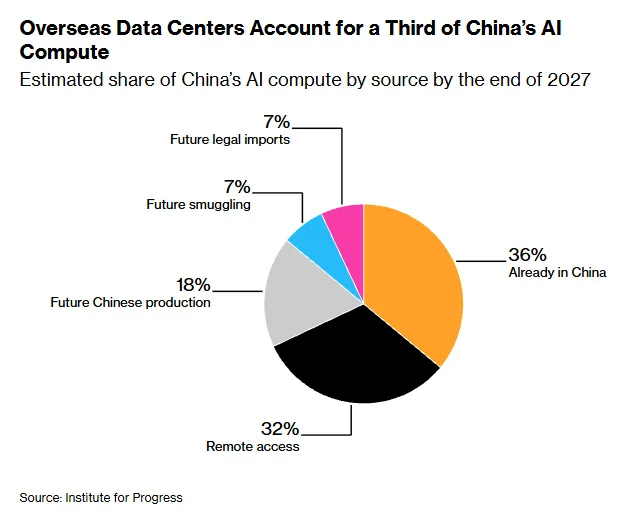 Overseas Data Centers Account for a Third of China’s AI
Compute
Estimated share of China’s AI compute by source by the end of 2027
7%
Future legal imports
7%
Future smuggling
36%
Already in China
18%
Future Chinese production
32%
Remote access
Source: Institute for Progress